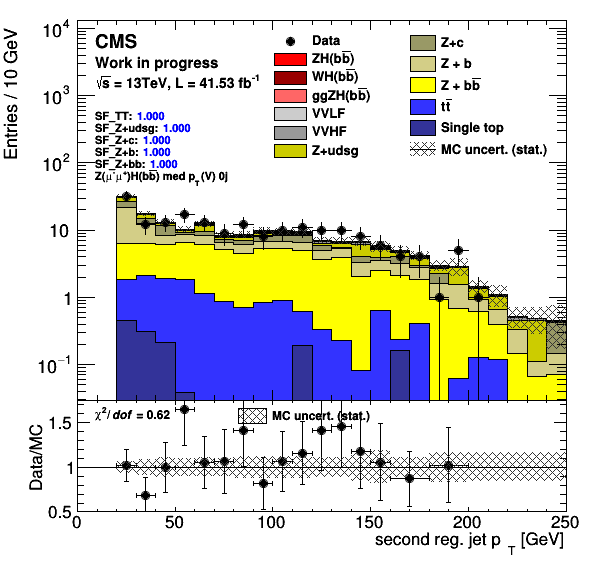 CMS
Work in progress
√s = 13TeV, L = 41.53 fb⁻¹
SF_TT: 1.000
SF_Z+udsg: 1.000
SF_Z+c: 1.000
SF_Z+b: 1.000
SF_Z+bb: 1.000
Z(μ⁻μ⁺)H(bb̅) med p_T(V) 0j
Data
ZH(bb̅)
WH(bb̅)
ggZH(bb̅)
VVLF
VVHF
Z+udsg
Z+c
Z + b
Z + bb̅
tt̅
Single top
MC uncert. (stat.)
Entries / 10 GeV
10⁴
10³
10²
10
1
10⁻¹
χ²/dof = 0.62
MC uncert. (stat.)
Data/MC
1.5
1
0.5
0 50 100 150 200 250
second reg. jet p_T [GeV]